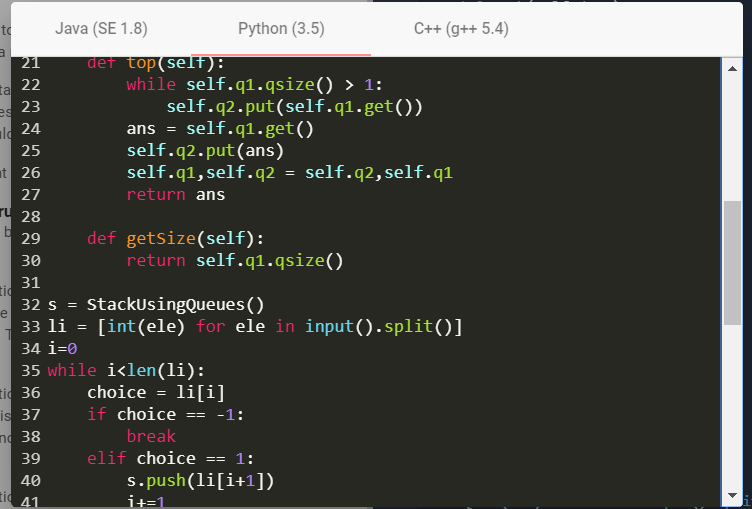 Java (SE 1.8) Python (3.5) C++ (g++ 5.4)
21     def top(self):
22         while self.q1.qsize() > 1:
23             self.q2.put(self.q1.get())
24         ans = self.q1.get()
25         self.q2.put(ans)
26         self.q1,self.q2 = self.q2,self.q1
27         return ans
28
29     def getSize(self):
30         return self.q1.qsize()
31
32 s = StackUsingQueues()
33 li = [int(ele) for ele in input().split()]
34 i=0
35 while i<len(li):
36     choice = li[i]
37     if choice == -1:
38         break
39     elif choice == 1:
40         s.push(li[i+1])
41         i+=1